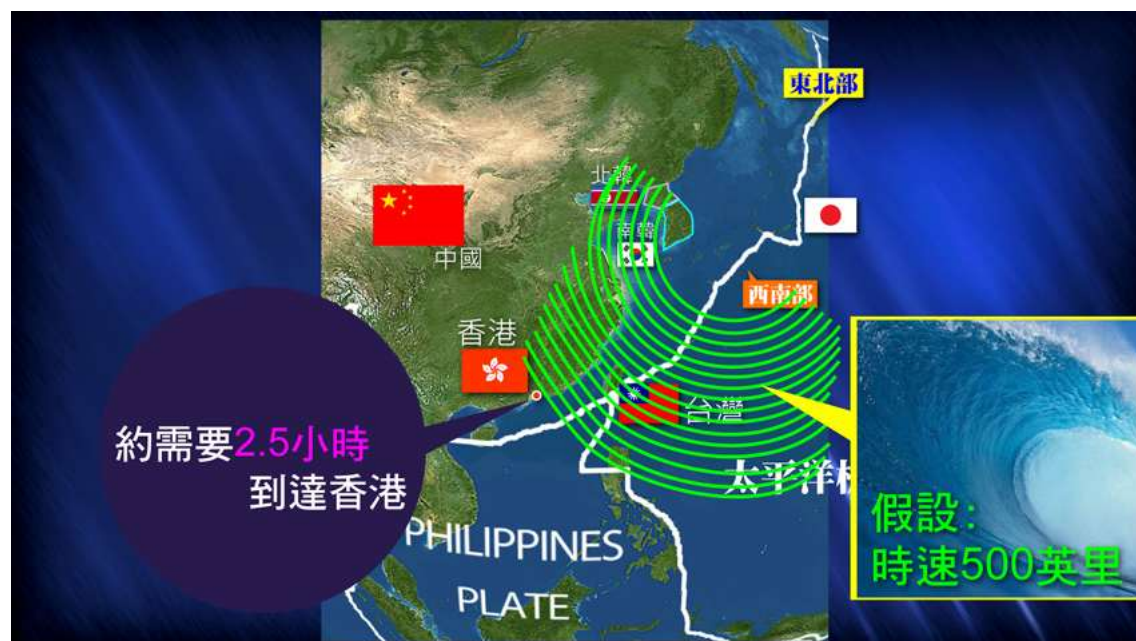 東北部
北韓
南韓
中國
西南部
香港
台灣
約需要2.5小時
到達香港
太平洋
PHILIPPINES
PLATE
假設:
時速500英里